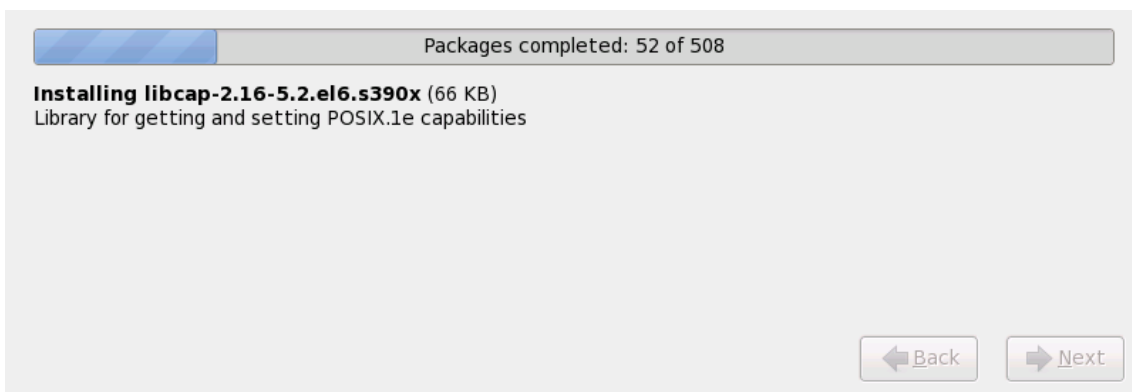 Packages completed: 52 of 508
Installing libcap-2.16-5.2.el6.s390x (66 KB)
Library for getting and setting POSIX.1e capabilities
Back
Next